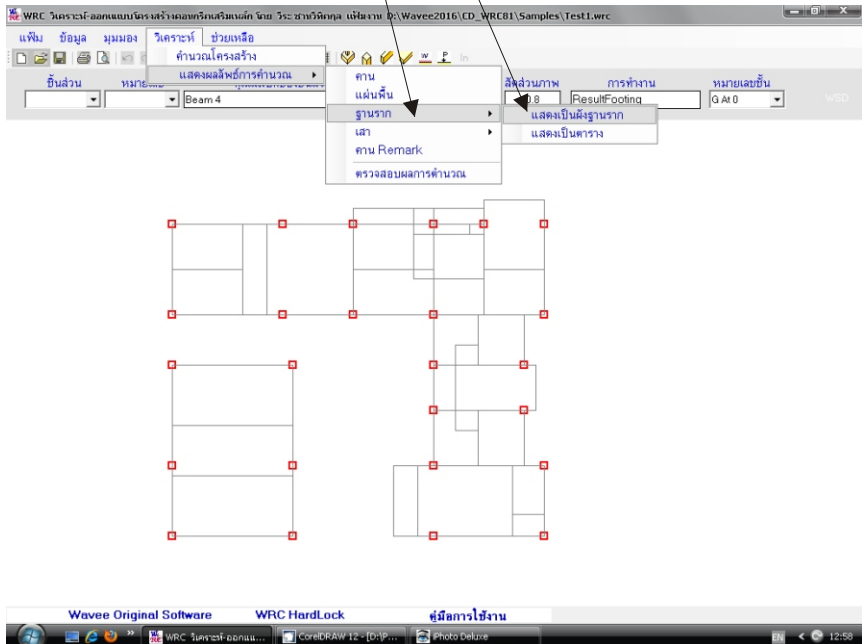 WRC วิเคราะห์-ออกแบบโครงสร้างคอนกรีตเสริมเหล็ก โดย วีระ ชาทวีพิกุล แฟ้มงาน D:\Wavee2016\CD_WRC81\Samples\Test1.wrc
แฟ้ม ข้อมูล มุมมอง วิเคราะห์ ช่วยเหลือ
คำนวณโครงสร้าง
แสดงผลลัพธ์การคำนวณ
คาน
แผ่นพื้น
ฐานราก
เสา
คาน Remark
ตรวจสอบผลการคำนวณ
แสดงเป็นผังฐานราก
แสดงเป็นตาราง
ชิ้นส่วน
สัดส่วนภาพ การทำงาน หมายเลขชั้น
Beam 4 0.8 ResultFooting G At 0 WSD
Wavee Original Software WRC HardLock คู่มือการใช้งาน
WRC วิเคราะห์-ออกแบ... CorelDRAW 12 - [D:\P... iPhoto Deluxe EN 12:58